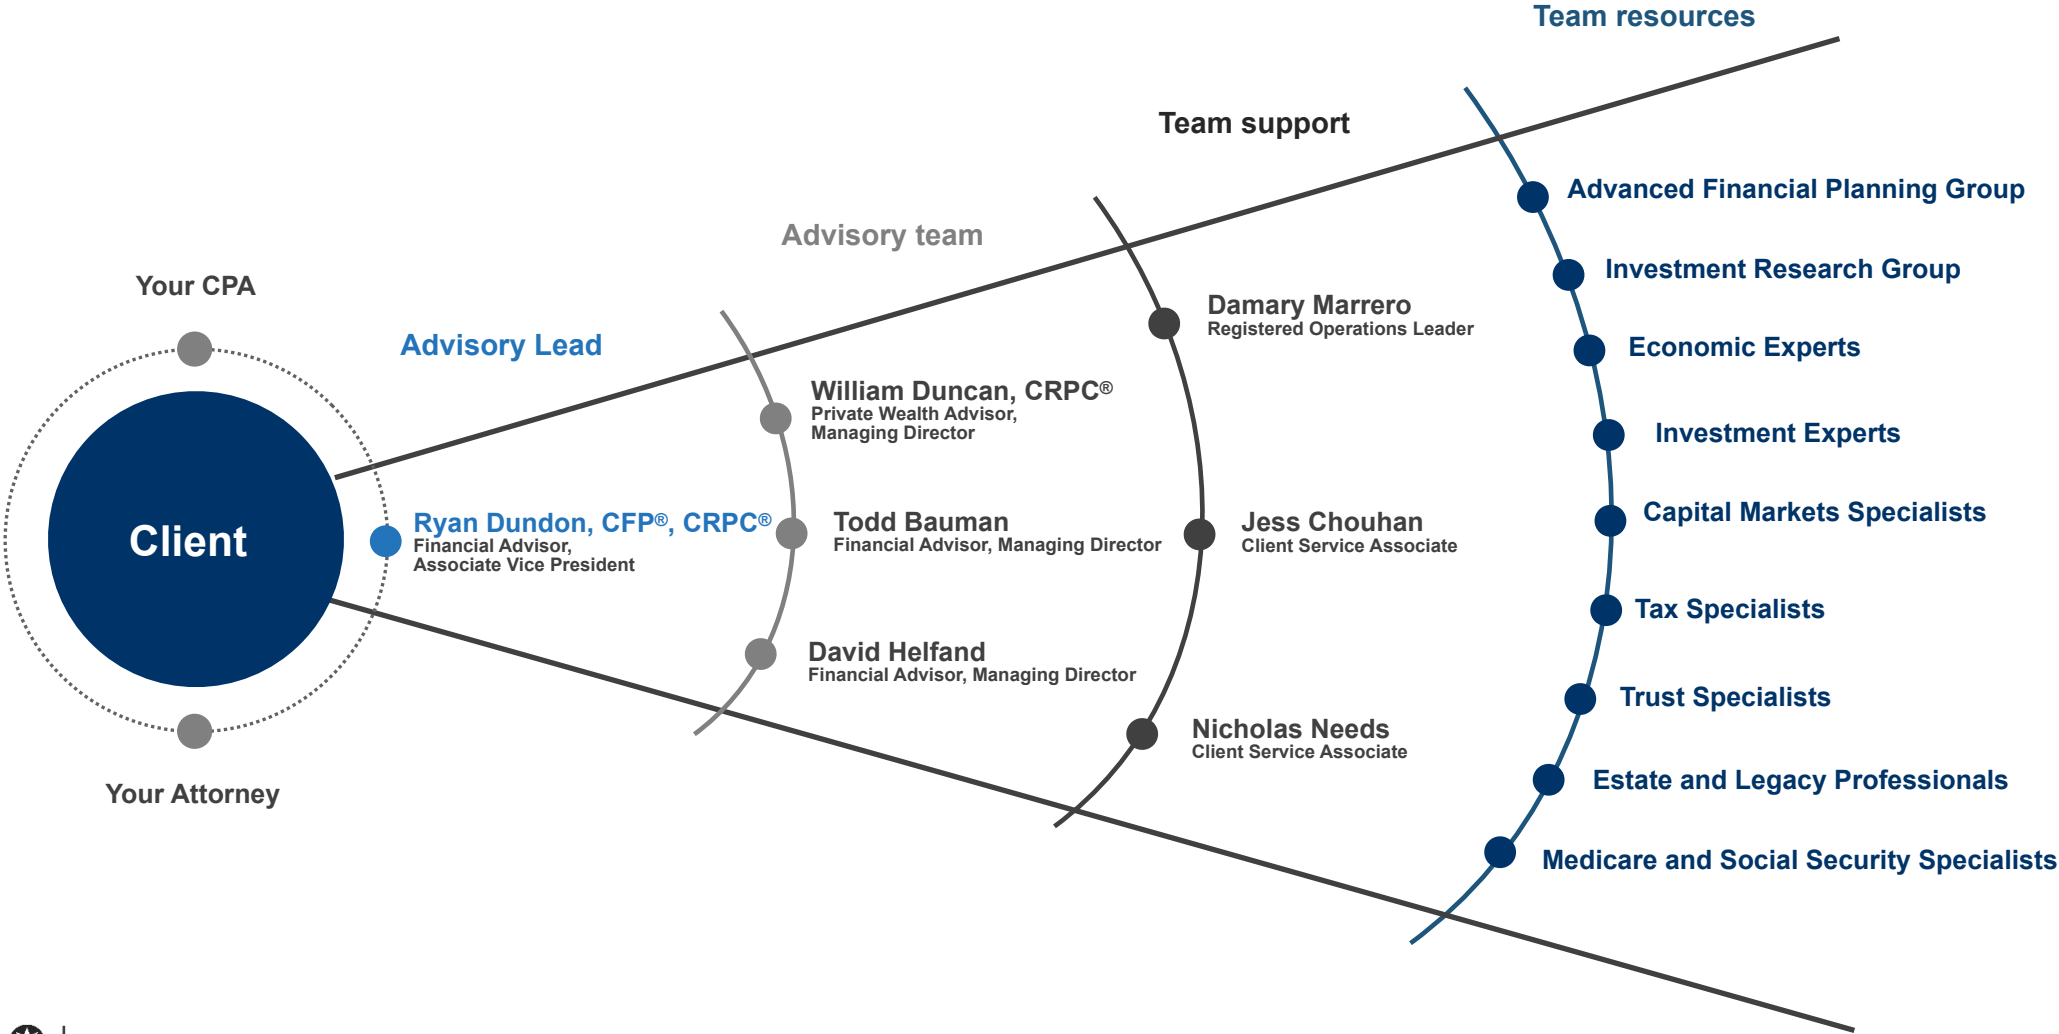 Team resources
Team support
Advisory team
Advisory Lead
Your CPA
Client
Your Attorney
Ryan Dundon, CFP®, CRPC®
Financial Advisor,
Associate Vice President
William Duncan, CRPC®
Private Wealth Advisor,
Managing Director
Todd Bauman
Financial Advisor, Managing Director
David Helfand
Financial Advisor, Managing Director
Damary Marrero
Registered Operations Leader
Jess Chouhan
Client Service Associate
Nicholas Needs
Client Service Associate
Advanced Financial Planning Group
Investment Research Group
Economic Experts
Investment Experts
Capital Markets Specialists
Tax Specialists
Trust Specialists
Estate and Legacy Professionals
Medicare and Social Security Specialists